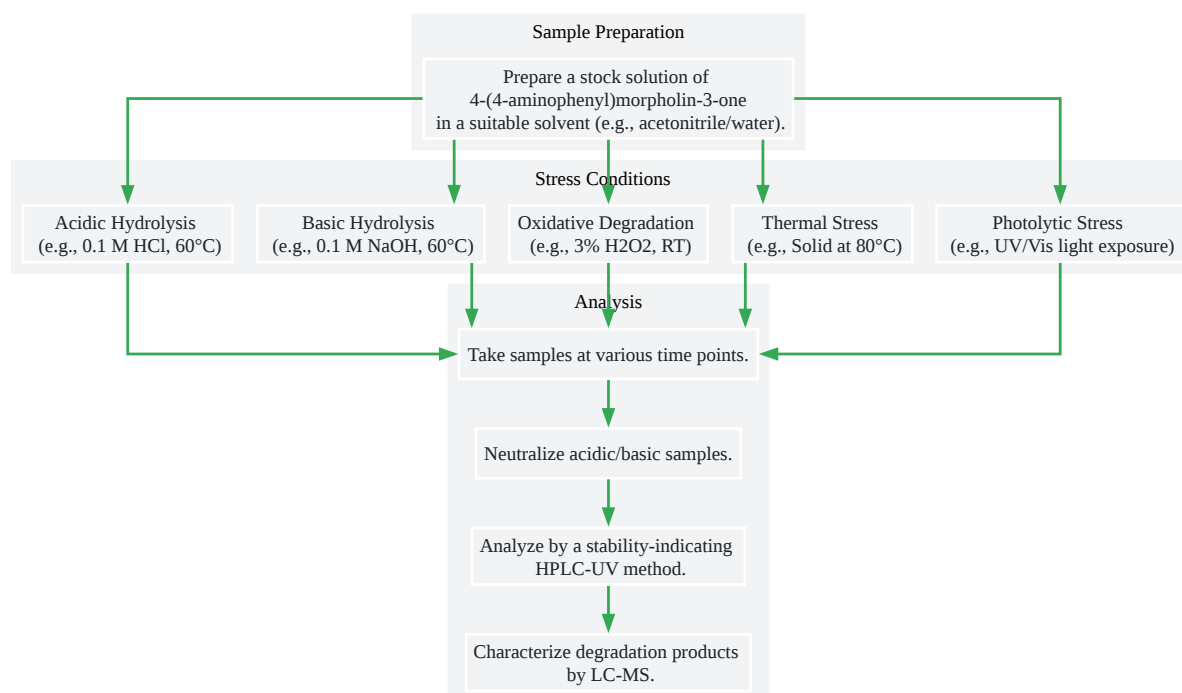 Sample Preparation
Prepare a stock solution of
4-(4-aminophenyl)morpholin-3-one
in a suitable solvent (e.g., acetonitrile/water).
Stress Conditions
Acidic Hydrolysis
(e.g., 0.1 M HCl, 60°C)
Basic Hydrolysis
(e.g., 0.1 M NaOH, 60°C)
Oxidative Degradation
(e.g., 3% H2O2, RT)
Thermal Stress
(e.g., Solid at 80°C)
Photolytic Stress
(e.g., UV/Vis light exposure)
Analysis
Take samples at various time points.
Neutralize acidic/basic samples.
Analyze by a stability-indicating
HPLC-UV method.
Characterize degradation products
by LC-MS.